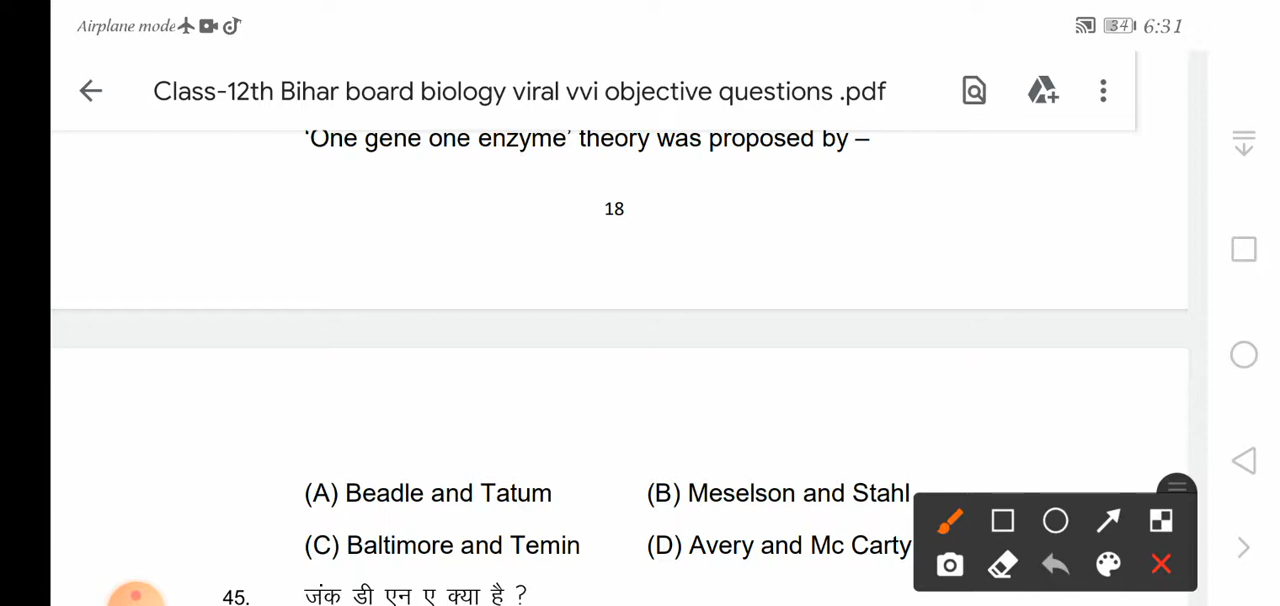 Airplane mode 34 6:31
Class-12th Bihar board biology viral vvi objective questions .pdf
'One gene one enzyme' theory was proposed by –
18
(A) Beadle and Tatum (B) Meselson and Stahl
(C) Baltimore and Temin (D) Avery and Mc Carty
45. जंक डी एन ए क्या है ?